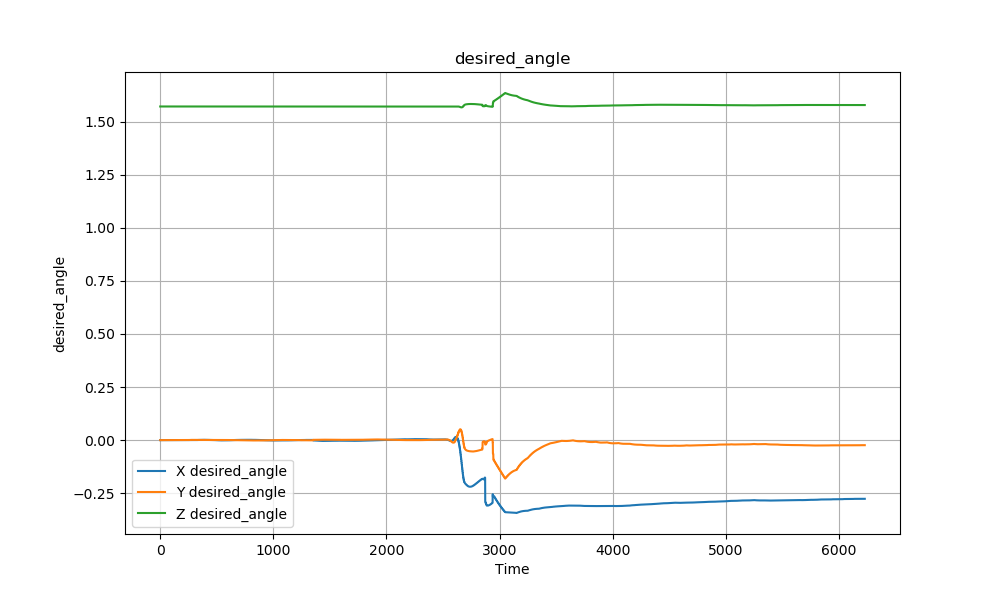 desired_angle
1.50
1.25
1.00
0.75
0.50
0.25
0.00
−0.25
desired_angle
X desired_angle
Y desired_angle
Z desired_angle
0 1000 2000 3000 4000 5000 6000
Time